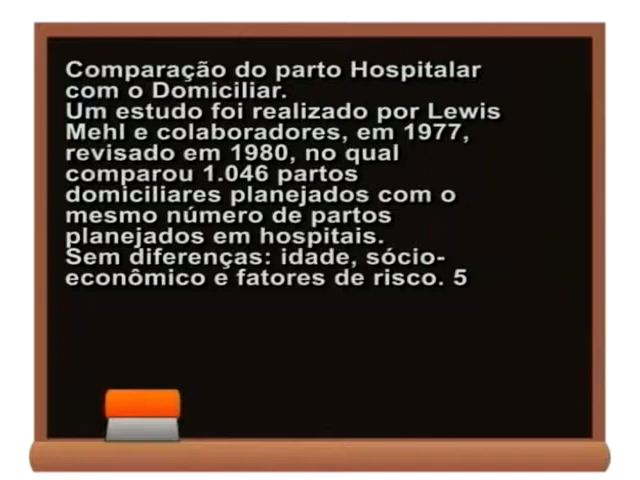 Comparação do parto Hospitalar
com o Domiciliar.
Um estudo foi realizado por Lewis
Mehl e colaboradores, em 1977,
revisado em 1980, no qual
comparou 1.046 partos
domiciliares planejados com o
mesmo número de partos
planejados em hospitais.
Sem diferenças: idade, sócio-
econômico e fatores de risco. 5